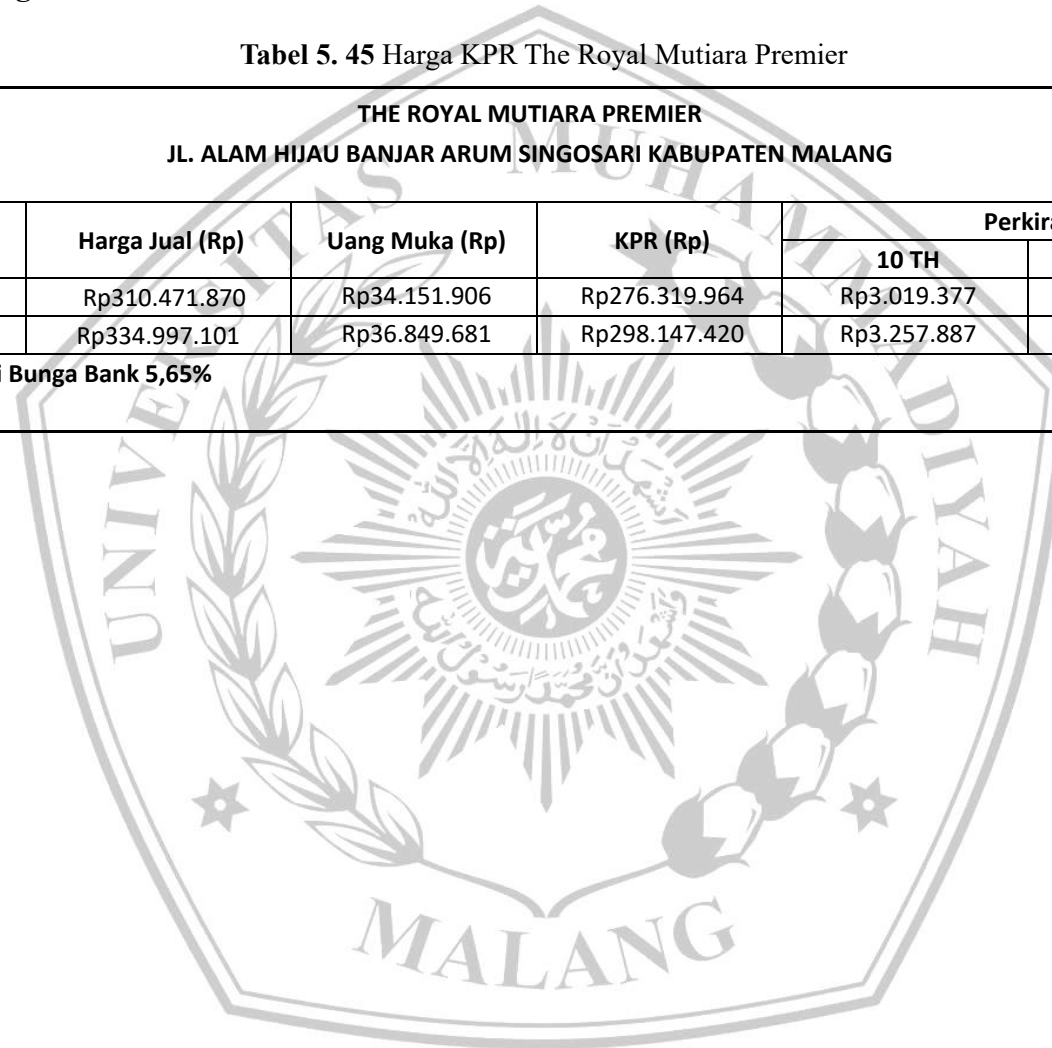 Tabel 5. 45 Harga KPR The Royal Mutiara Premier
THE ROYAL MUTIARA PREMIER
JL. ALAM HIJAU BANJAR ARUM SINGOSARI KABUPATEN MALANG
Harga Jual (Rp) Uang Muka (Rp) KPR (Rp) Perkira
10 TH
Rp310.471.870 Rp34.151.906 Rp276.319.964 Rp3.019.377
Rp334.997.101 Rp36.849.681 Rp298.147.420 Rp3.257.887
i Bunga Bank 5,65%
UNIVERSITAS MUHAMMADIYAH
MALANG